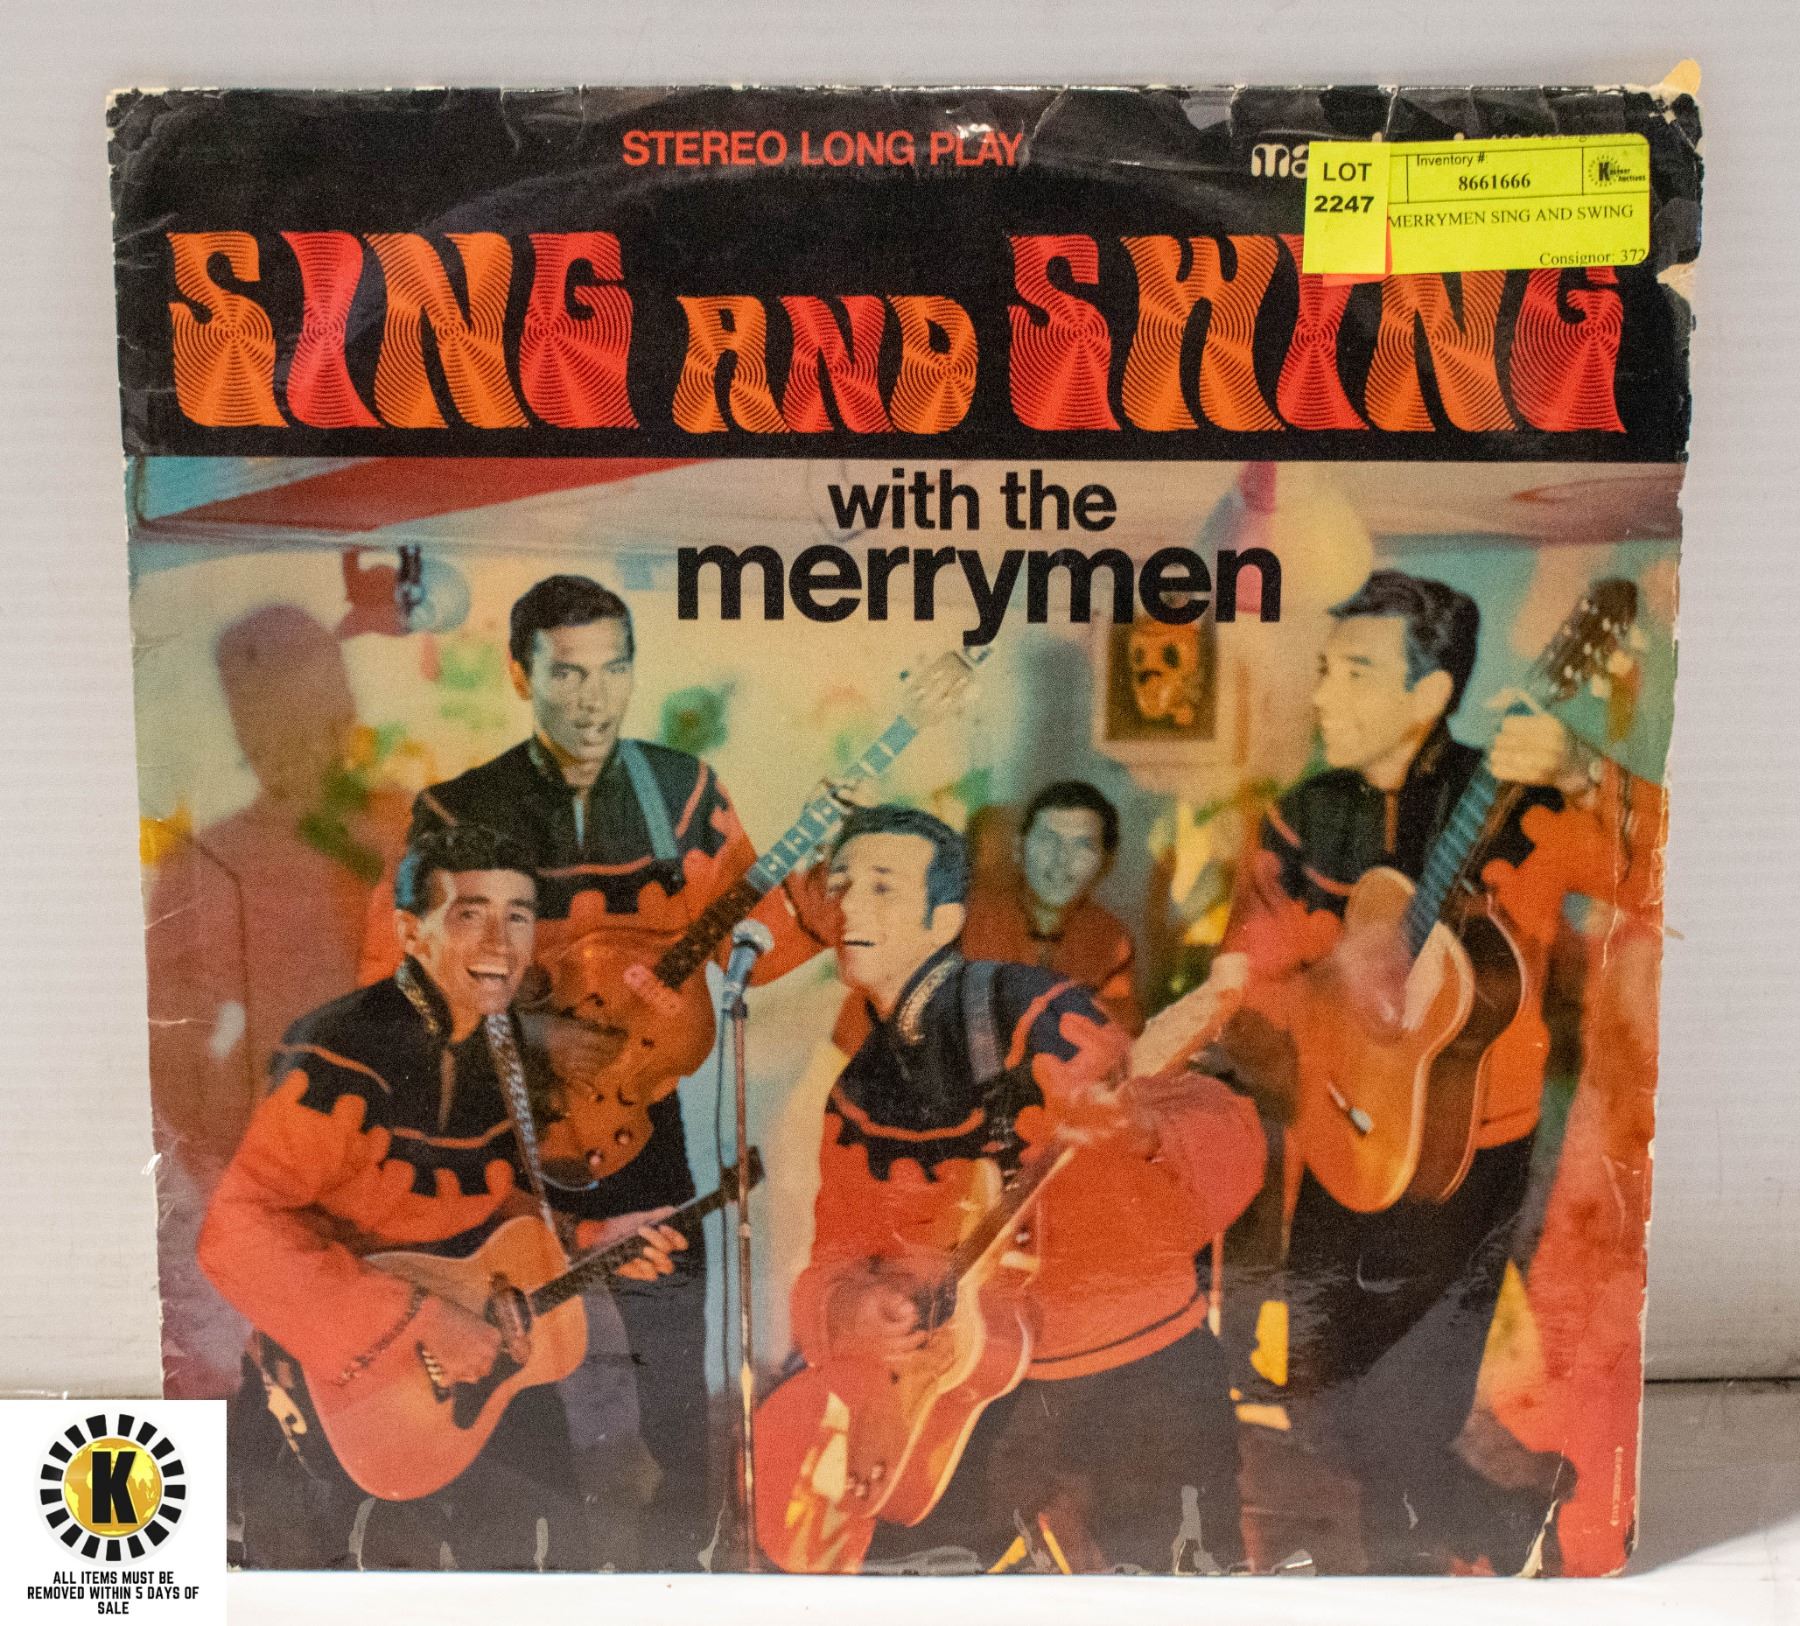 STEREO LONG PLAY
LOT
2247
Inventory #:
8661666
MERRYMEN SING AND SWING
Consignor: 372
SING AND SWING
with the
merrymen
K
ALL ITEMS MUST BE
REMOVED WITHIN 5 DAYS OF
SALE